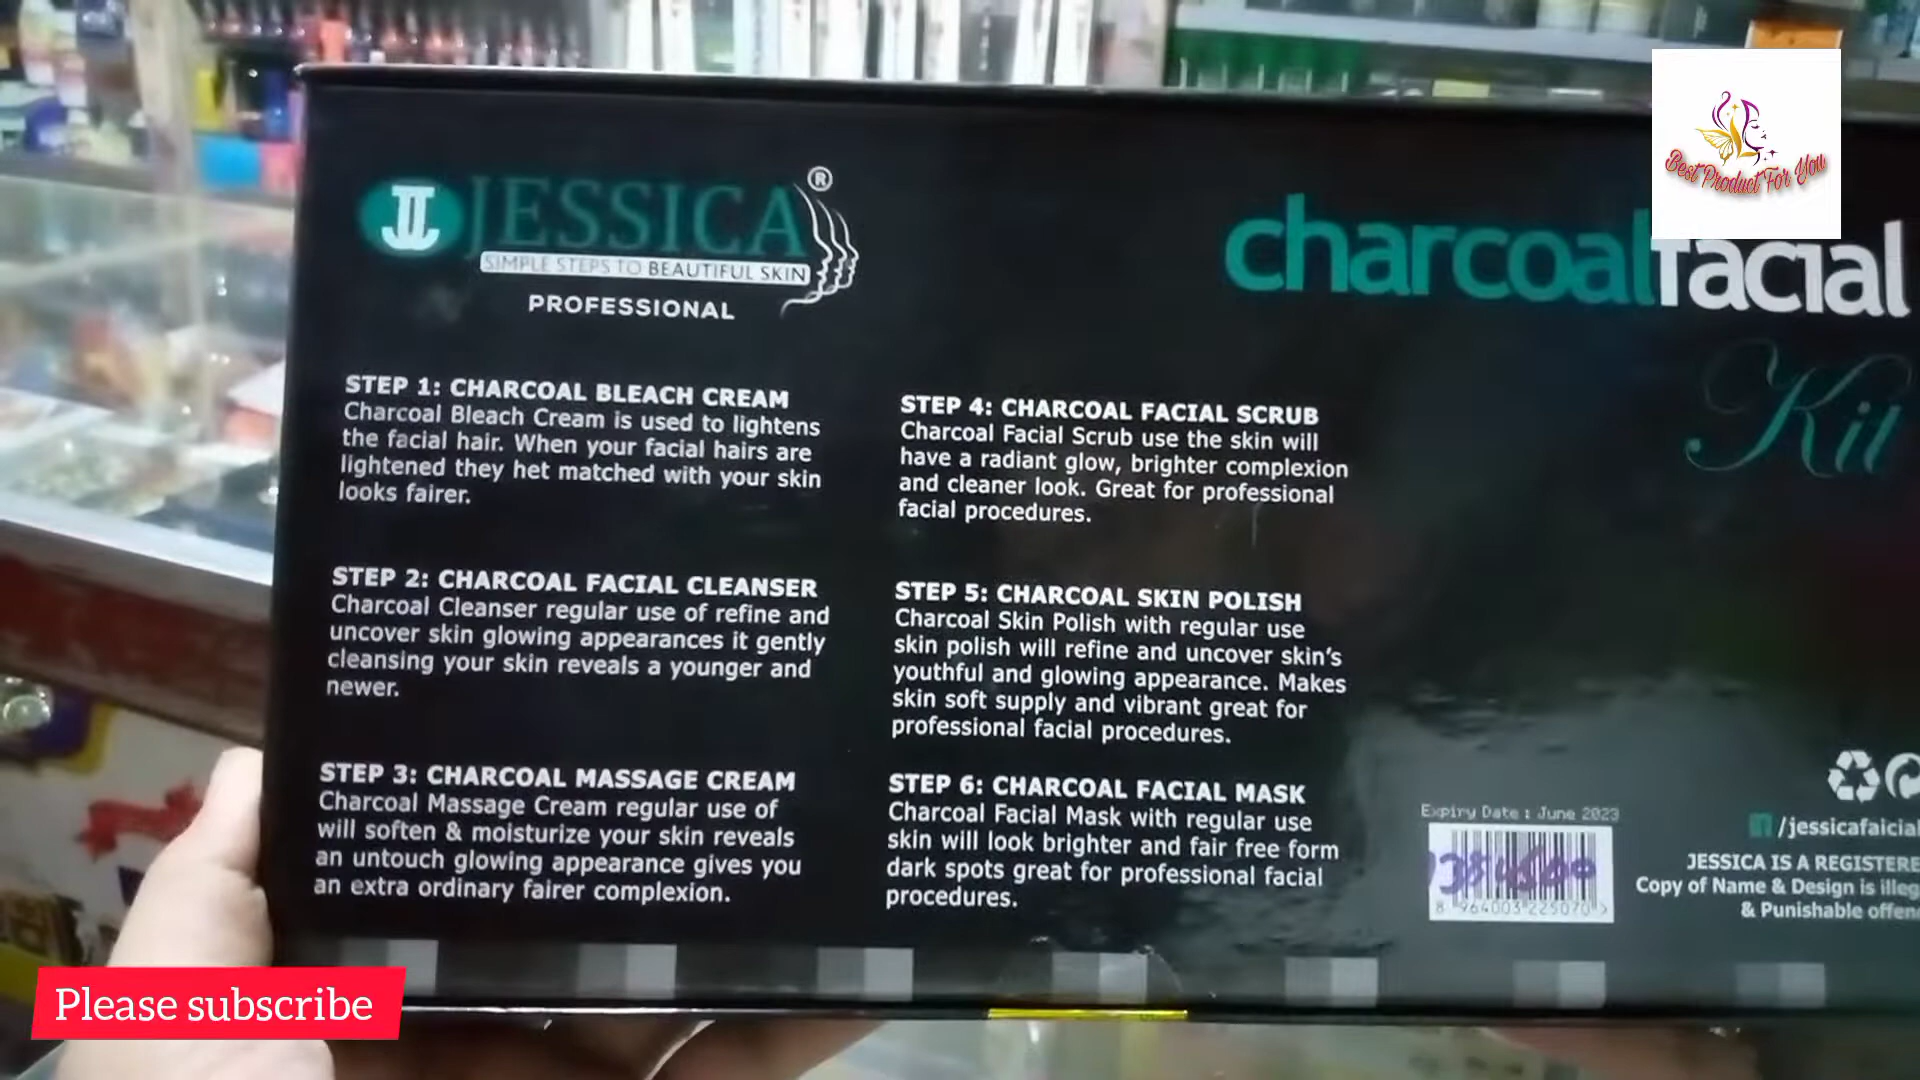 Best Product For You
JESSICA ®
SIMPLE STEPS TO BEAUTIFUL SKIN
PROFESSIONAL
charcoalfacial
Kit
STEP 1: CHARCOAL BLEACH CREAM
Charcoal Bleach Cream is used to lightens
the facial hair. When your facial hairs are
lightened they het matched with your skin
looks fairer.
STEP 2: CHARCOAL FACIAL CLEANSER
Charcoal Cleanser regular use of refine and
uncover skin glowing appearances it gently
cleansing your skin reveals a younger and
newer.
STEP 3: CHARCOAL MASSAGE CREAM
Charcoal Massage Cream regular use of
will soften & moisturize your skin reveals
an untouch glowing appearance gives you
an extra ordinary fairer complexion.
STEP 4: CHARCOAL FACIAL SCRUB
Charcoal Facial Scrub use the skin will
have a radiant glow, brighter complexion
and cleaner look. Great for professional
facial procedures.
STEP 5: CHARCOAL SKIN POLISH
Charcoal Skin Polish with regular use
skin polish will refine and uncover skin's
youthful and glowing appearance. Makes
skin soft supply and vibrant great for
professional facial procedures.
STEP 6: CHARCOAL FACIAL MASK
Charcoal Facial Mask with regular use
skin will look brighter and fair free form
dark spots great for professional facial
procedures.
Expiry Date : June 2023
8 964003 225070 >
/jessicafaicial
JESSICA IS A REGISTERE
Copy of Name & Design is illeg
& Punishable offen
Please subscribe